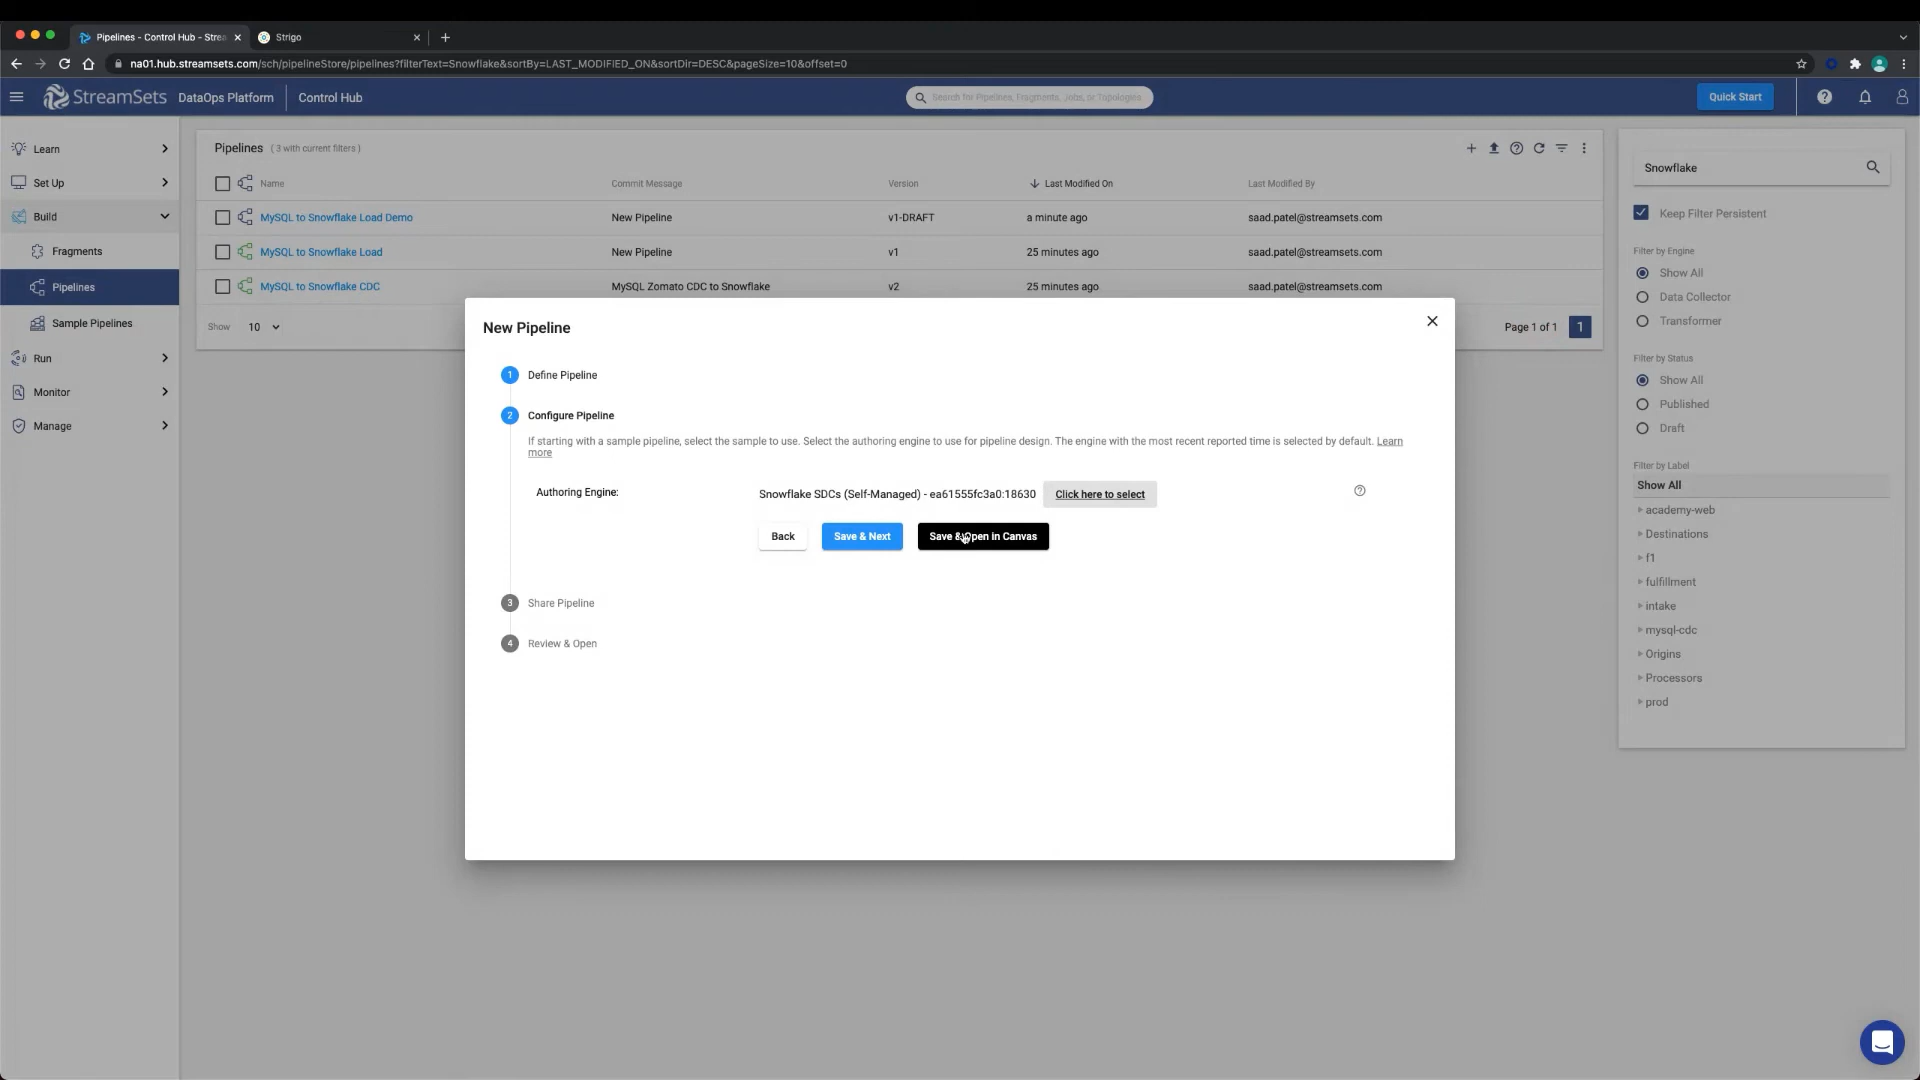 Pipelines - Control Hub - Strea
Strigo
na01.hub.streamsets.com/sch/pipelineStore/pipelines?filterText=Snowflake&sortBy=LAST_MODIFIED_ON&sortDir=DESC&pageSize=10&offset=0
StreamSets DataOps Platform Control Hub
Search for Pipelines, Fragments, Jobs, or Topologies
Quick Start
Learn
Set Up
Build
Fragments
Pipelines
Sample Pipelines
Run
Monitor
Manage
Pipelines ( 3 with current filters )
Name Commit Message Version Last Modified On Last Modified By
MySQL to Snowflake Load Demo New Pipeline v1-DRAFT a minute ago saad.patel@streamsets.com
MySQL to Snowflake Load New Pipeline v1 25 minutes ago saad.patel@streamsets.com
MySQL to Snowflake CDC MySQL Zomato CDC to Snowflake v2 25 minutes ago saad.patel@streamsets.com
Show 10 Page 1 of 1 1
New Pipeline
1 Define Pipeline
2 Configure Pipeline
If starting with a sample pipeline, select the sample to use. Select the authoring engine to use for pipeline design. The engine with the most recent reported time is selected by default. Learn
more
Authoring Engine: Snowflake SDCs (Self-Managed) - ea61555fc3a0:18630 Click here to select
Back Save & Next Save & Open in Canvas
3 Share Pipeline
4 Review & Open
Snowflake
Keep Filter Persistent
Filter by Engine
Show All
Data Collector
Transformer
Filter by Status
Show All
Published
Draft
Filter by Label
Show All
academy-web
Destinations
f1
fulfillment
intake
mysql-cdc
Origins
Processors
prod